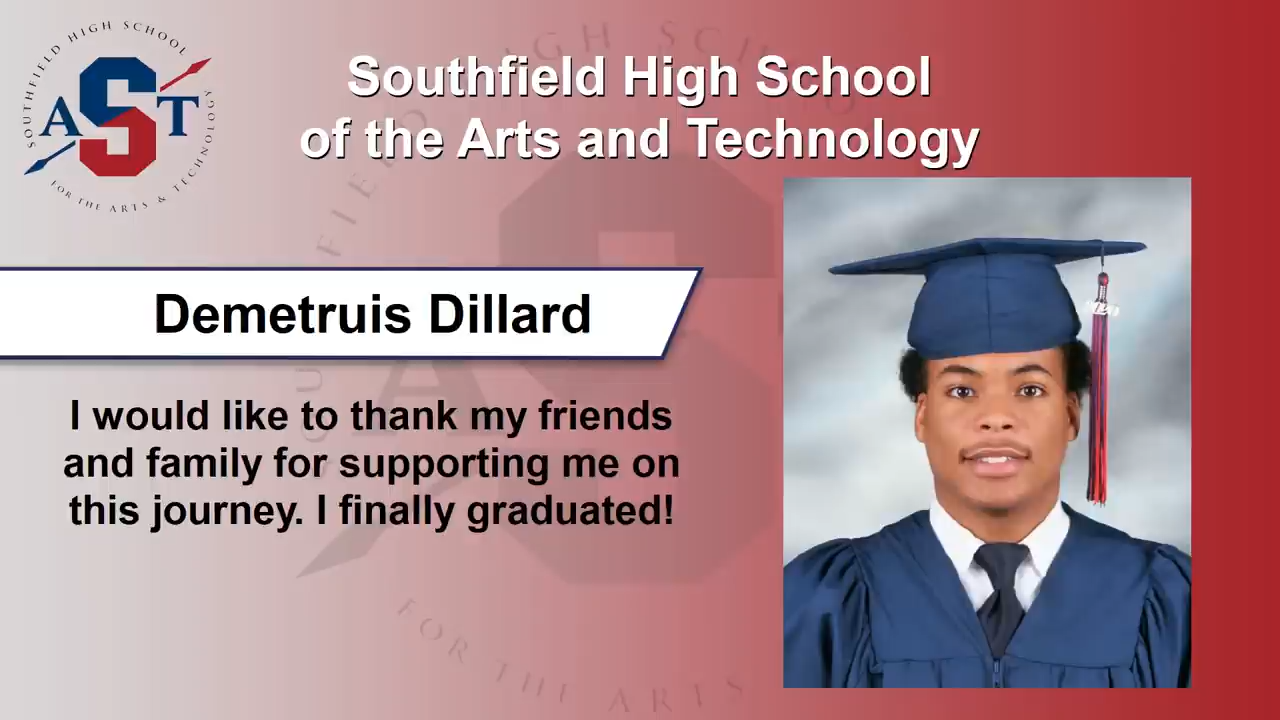 SOUTHFIELD HIGH SCHOOL
AST
FOR THE ARTS & TECHNOLOGY
Southfield High School
of the Arts and Technology
Demetruis Dillard
I would like to thank my friends
and family for supporting me on
this journey. I finally graduated!